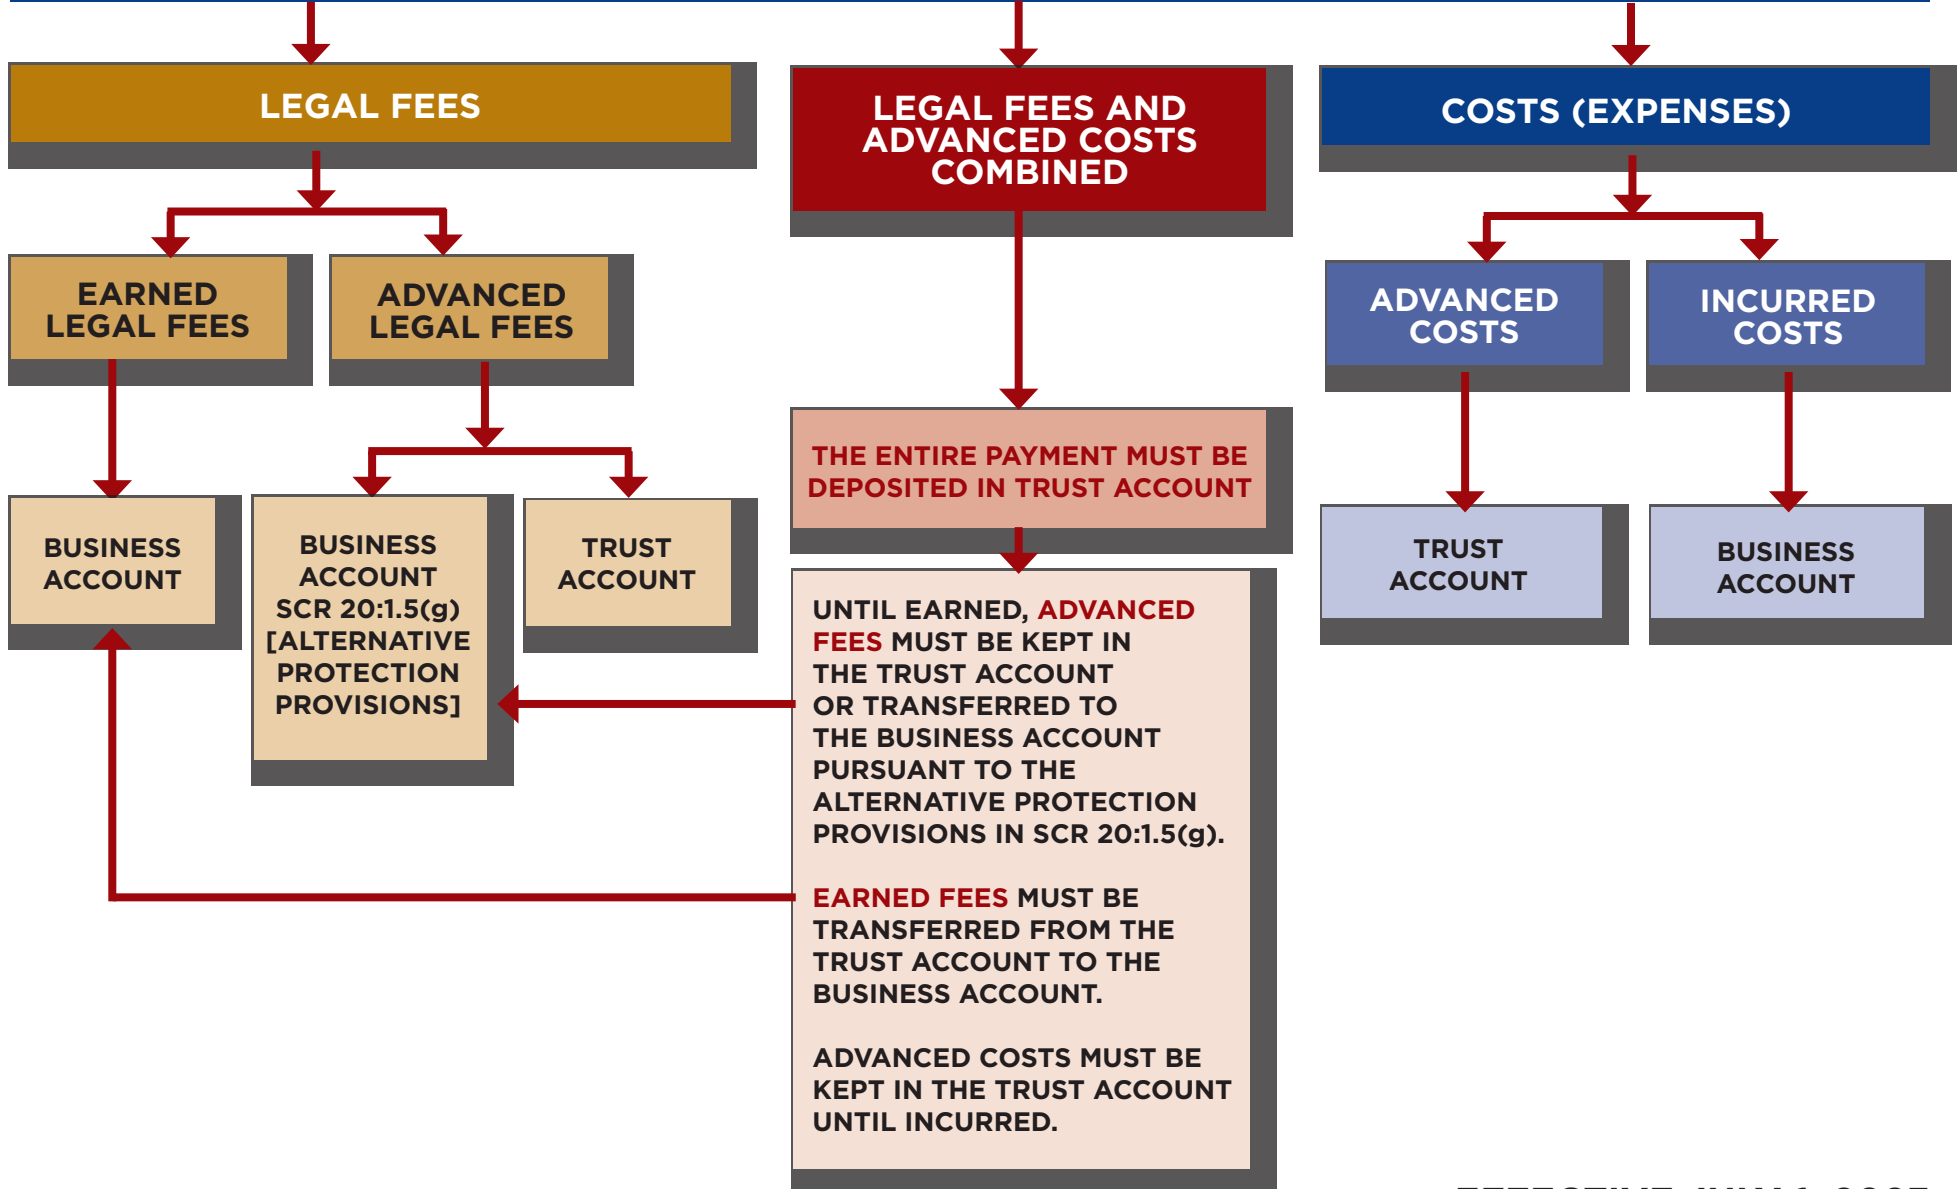 LEGAL FEES
LEGAL FEES AND
ADVANCED COSTS
COMBINED
COSTS (EXPENSES)
EARNED
LEGAL FEES
ADVANCED
LEGAL FEES
ADVANCED
COSTS
INCURRED
COSTS
THE ENTIRE PAYMENT MUST BE
DEPOSITED IN TRUST ACCOUNT
BUSINESS
ACCOUNT
BUSINESS
ACCOUNT
SCR 20:1.5(g)
[ALTERNATIVE
PROTECTION
PROVISIONS]
TRUST
ACCOUNT
TRUST
ACCOUNT
BUSINESS
ACCOUNT
UNTIL EARNED, ADVANCED
FEES MUST BE KEPT IN
THE TRUST ACCOUNT
OR TRANSFERRED TO
THE BUSINESS ACCOUNT
PURSUANT TO THE
ALTERNATIVE PROTECTION
PROVISIONS IN SCR 20:1.5(g).
EARNED FEES MUST BE
TRANSFERRED FROM THE
TRUST ACCOUNT TO THE
BUSINESS ACCOUNT.
ADVANCED COSTS MUST BE
KEPT IN THE TRUST ACCOUNT
UNTIL INCURRED.